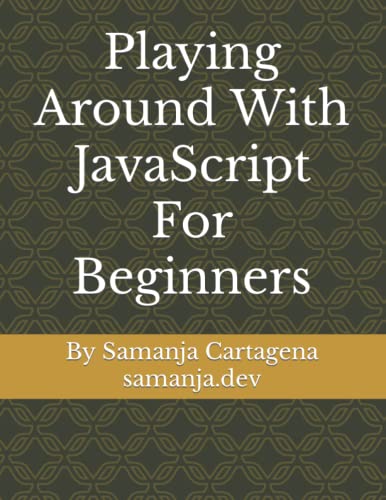 Playing
Around With
JavaScript
For
Beginners
By Samanja Cartagena
samanja.dev